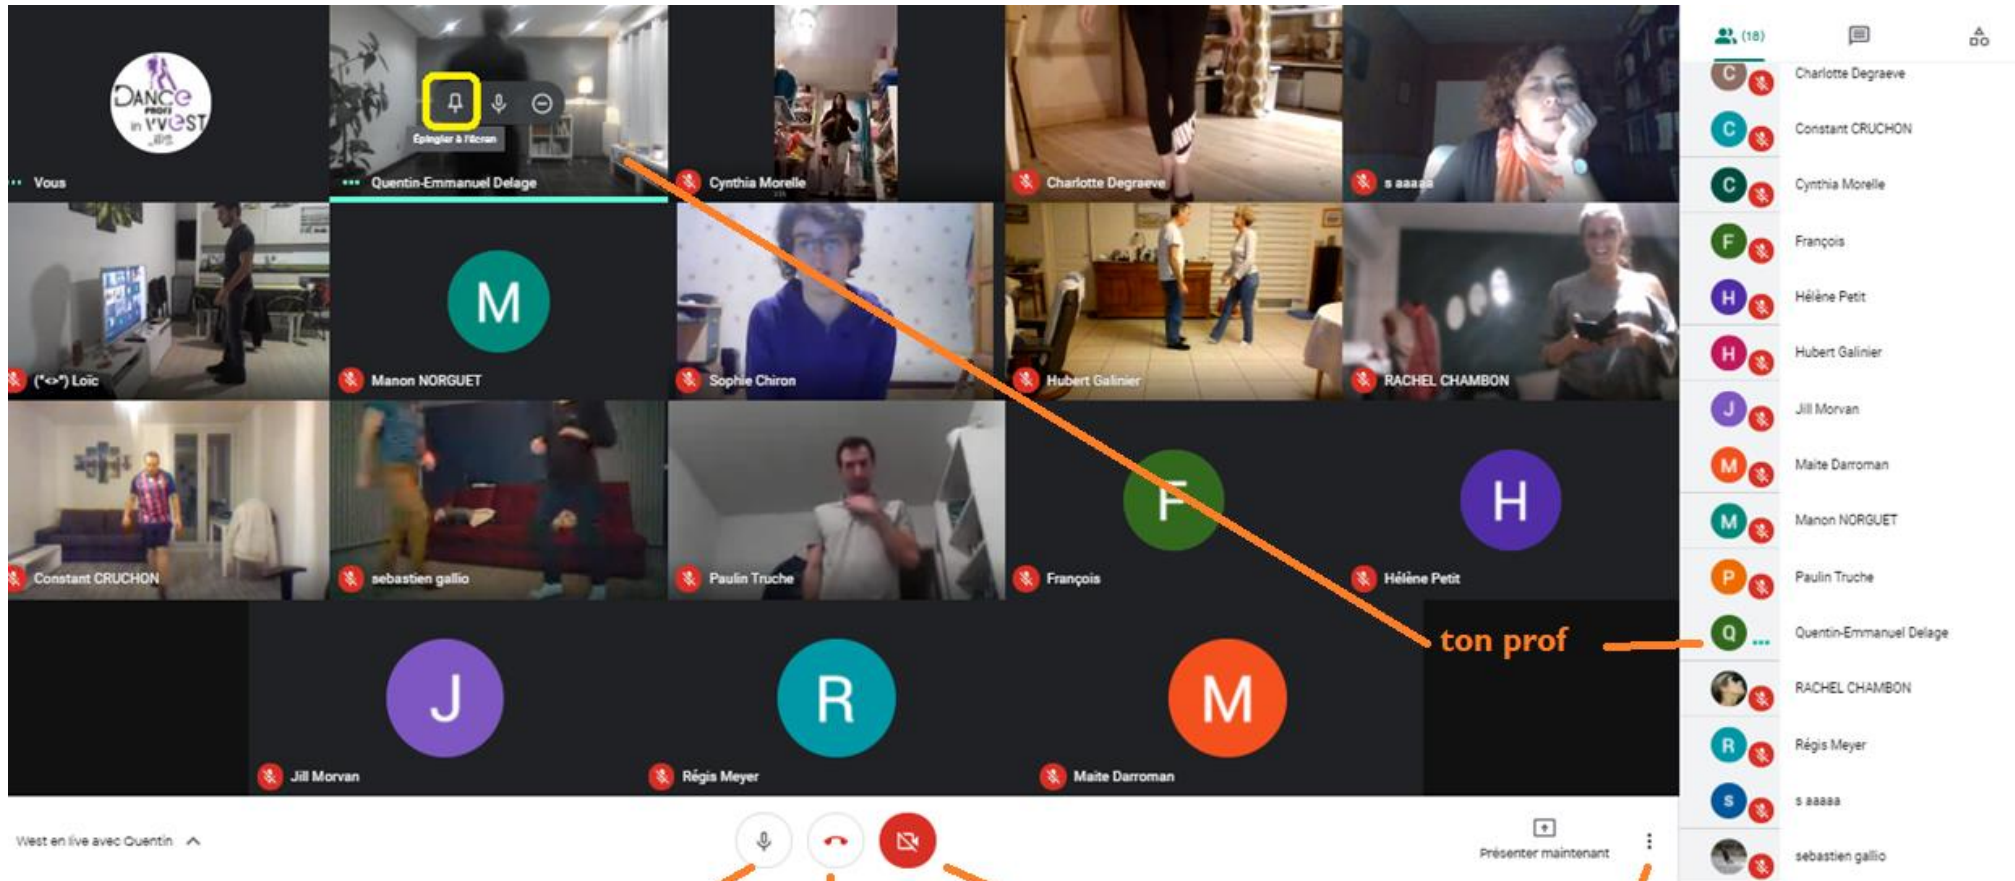 (18)
DANCE
PROFF
in WEST
Vous
Épingler à l'écran
Quentin-Emmanuel Delage
Cynthia Morelle
Charlotte Degraeve
s aaaaa
("<>") Loïc
M
Manon NORGUET
Sophie Chiron
Hubert Galinier
RACHEL CHAMBON
Constant CRUCHON
sebastien gallio
Paulin Truche
F
François
H
Hélène Petit
J
Jill Morvan
R
Régis Meyer
M
Maite Darroman
ton prof
West en live avec Quentin
Présenter maintenant
C Charlotte Degraeve
C Constant CRUCHON
C Cynthia Morelle
F François
H Hélène Petit
H Hubert Galinier
J Jill Morvan
M Maite Darroman
M Manon NORGUET
P Paulin Truche
Q Quentin-Emmanuel Delage
RACHEL CHAMBON
R Régis Meyer
s s aaaaa
sebastien gallio